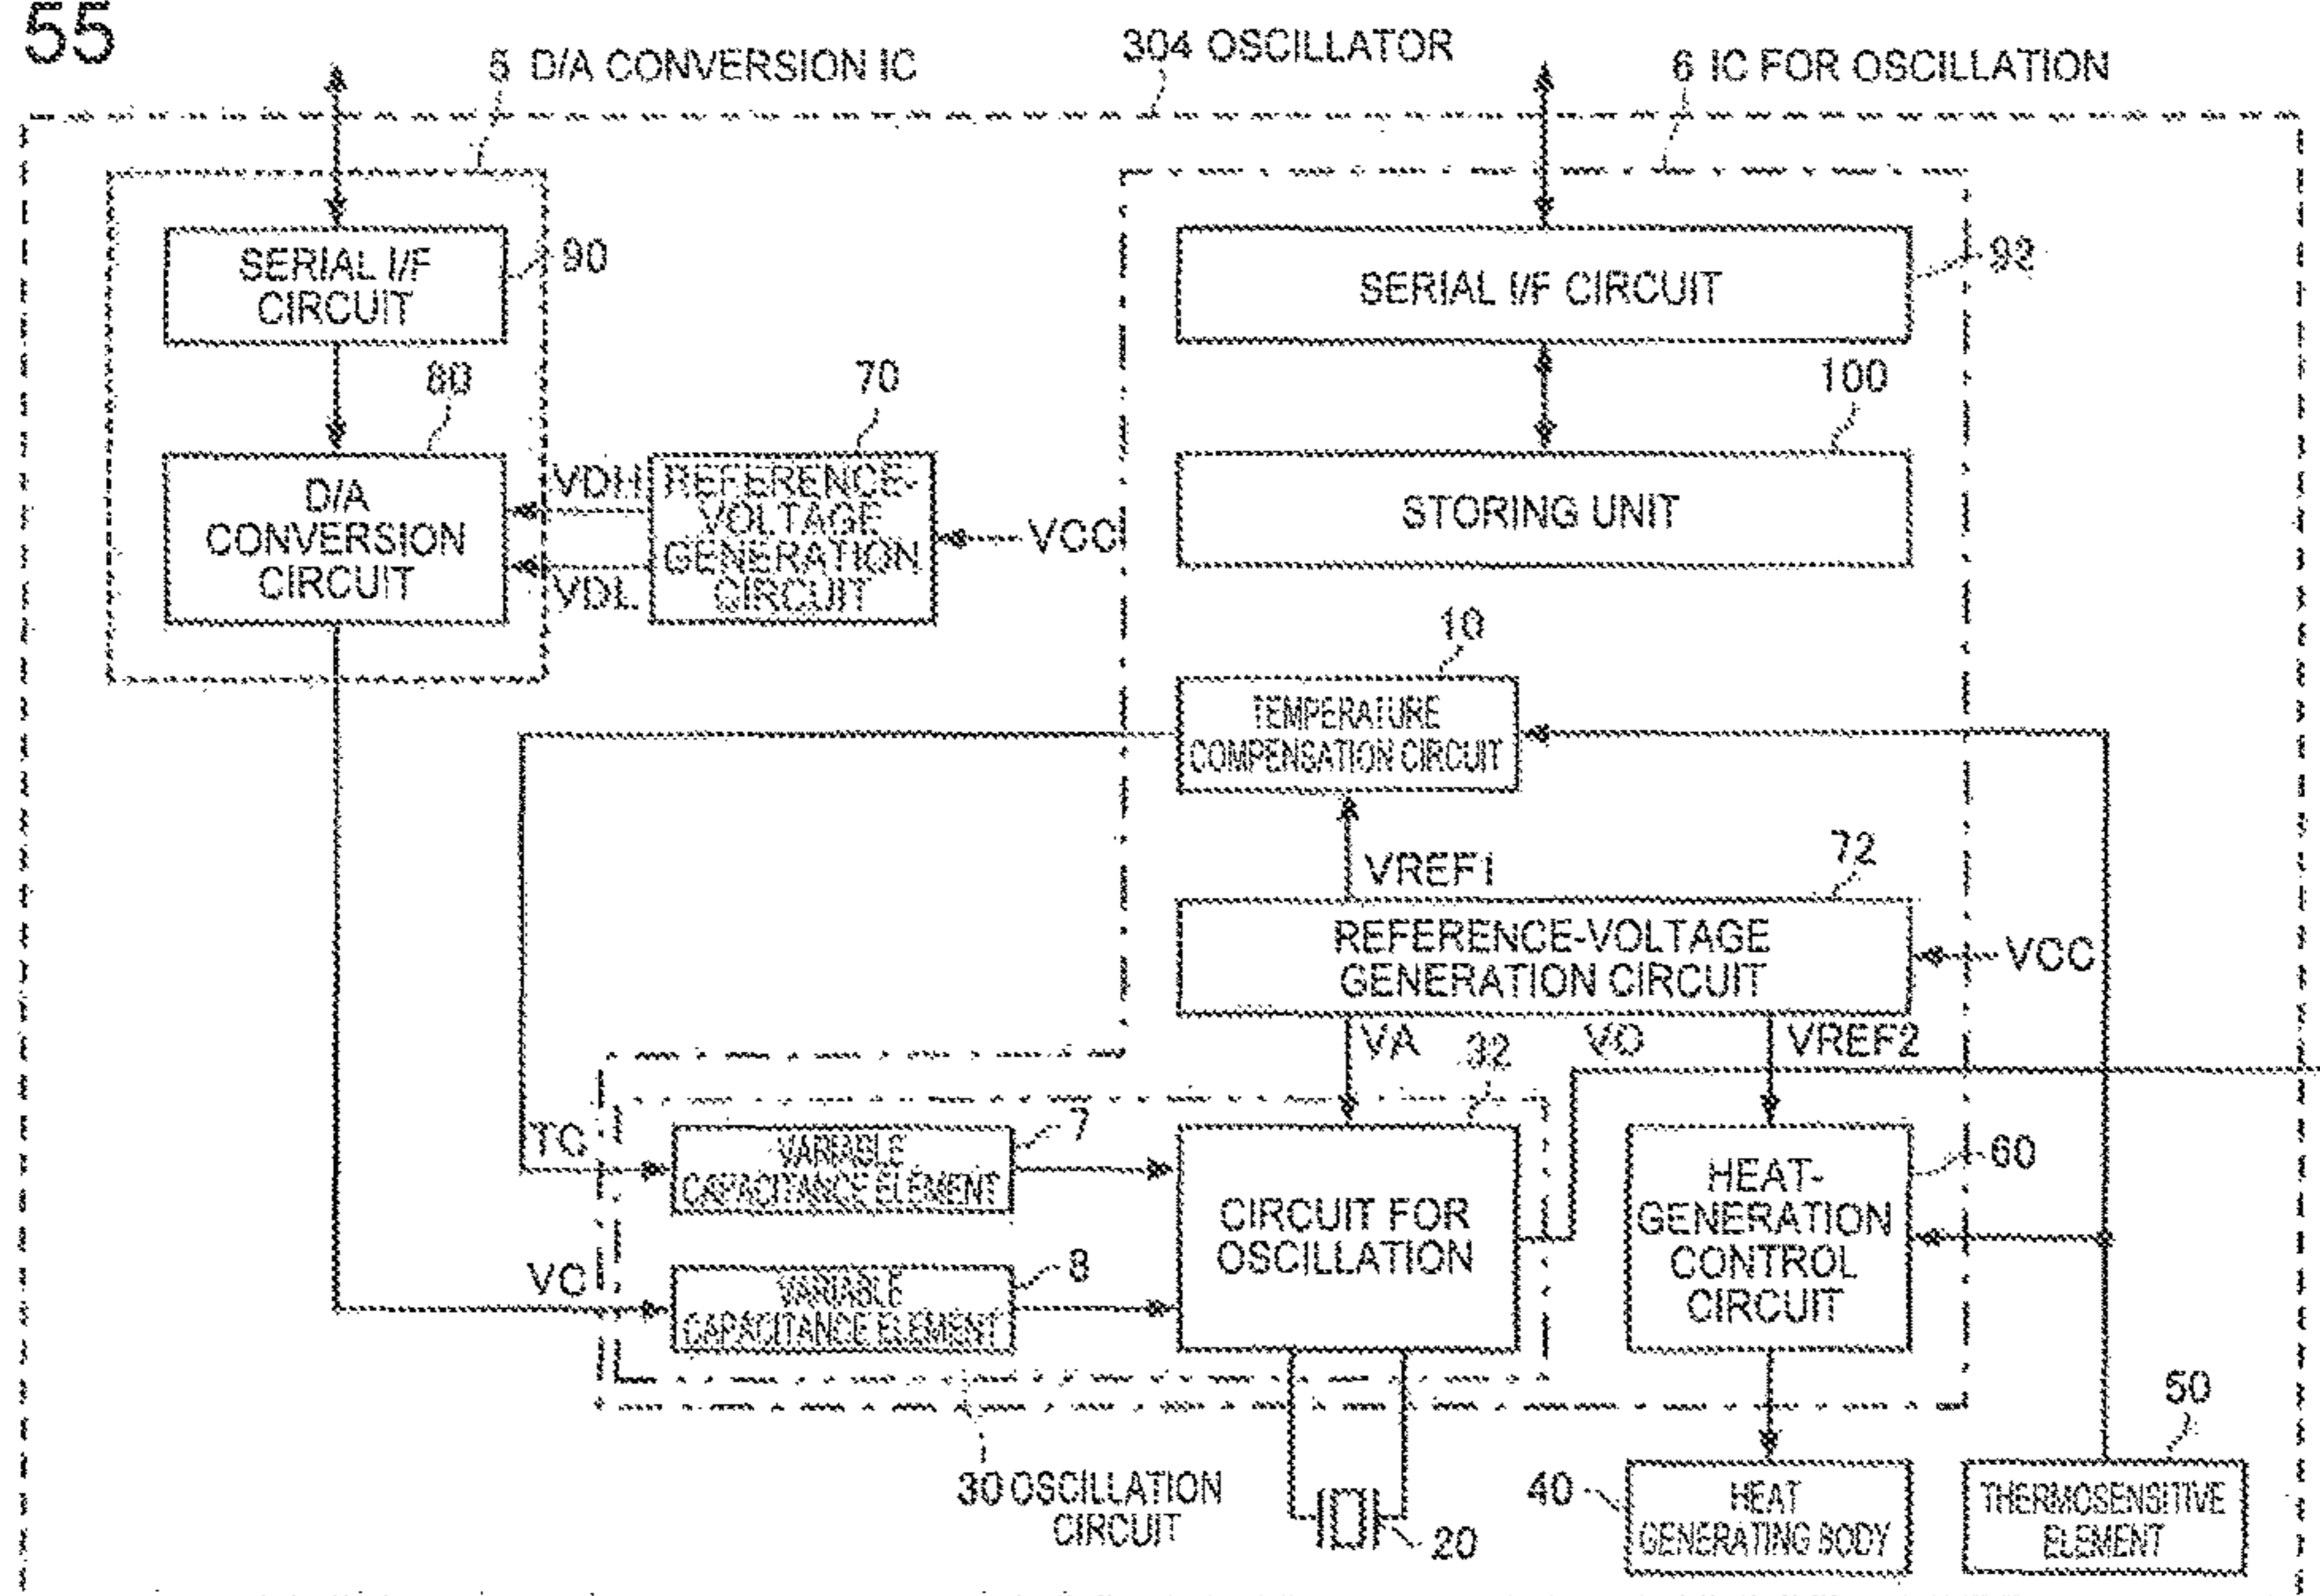 55
5 D/A CONVERSION IC
304 OSCILLATOR
6 IC FOR OSCILLATION
SERIAL I/F
CIRCUIT
90
SERIAL I/F CIRCUIT
92
80
70
100
D/A
CONVERSION
CIRCUIT
VDH
VDL
REFERENCE-
VOLTAGE
GENERATION
CIRCUIT
VCC
STORING UNIT
10
TEMPERATURE
COMPENSATION CIRCUIT
VREF1
72
REFERENCE-VOLTAGE
GENERATION CIRCUIT
VCC
VA
32
VO
VREF2
TC
VARIABLE
CAPACITANCE ELEMENT
7
CIRCUIT FOR
OSCILLATION
HEAT-
GENERATION
CONTROL
CIRCUIT
60
VC
VARIABLE
CAPACITANCE ELEMENT
8
30 OSCILLATION
CIRCUIT
20
40
HEAT
GENERATING BODY
50
THERMOSENSITIVE
ELEMENT